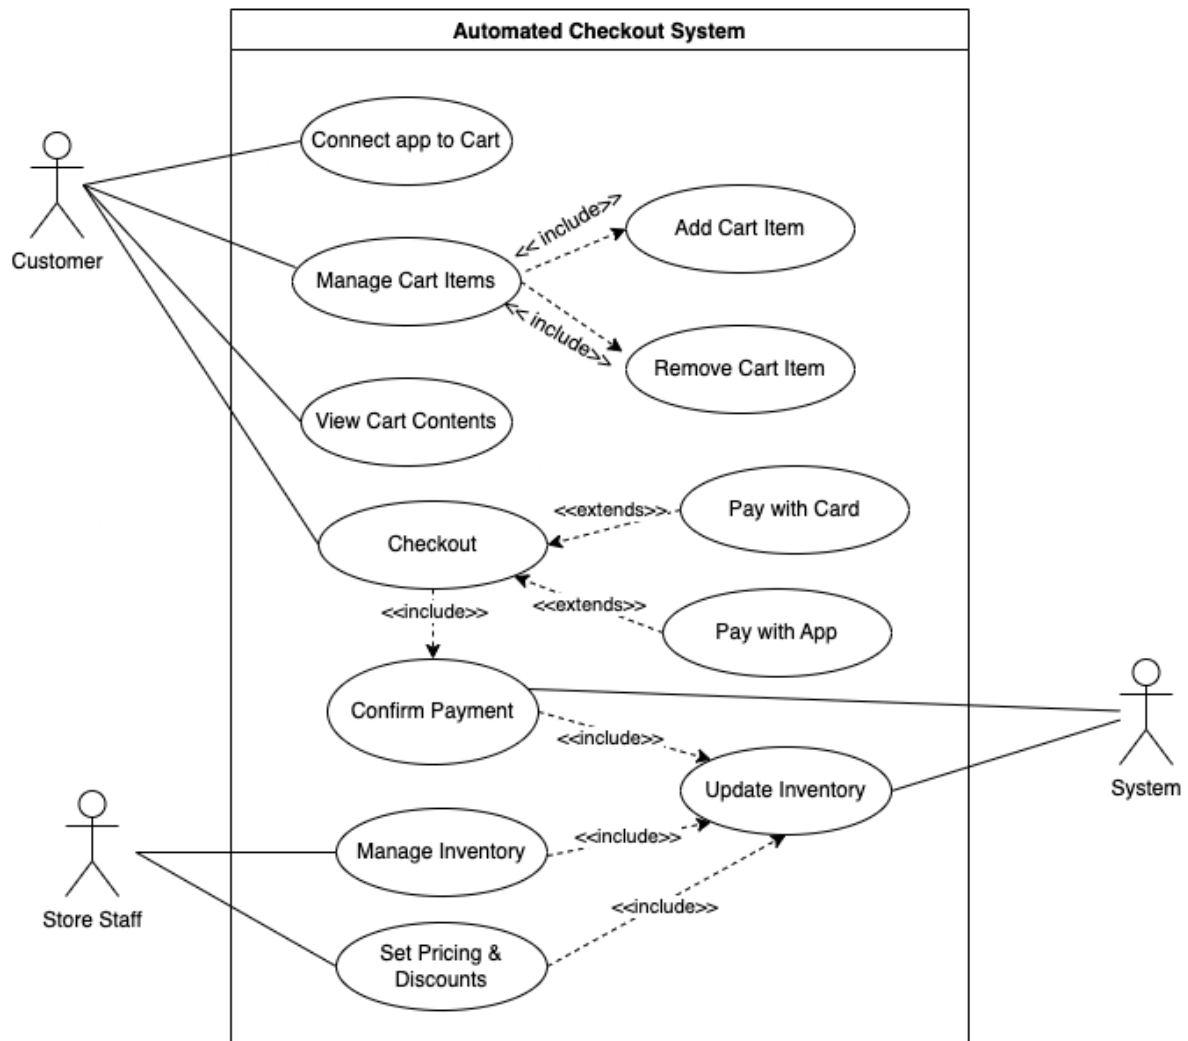 Automated Checkout System
Connect app to Cart
Customer
<< include>>
Add Cart Item
Manage Cart Items
<< include>>
Remove Cart Item
View Cart Contents
<<extends>>
Pay with Card
Checkout
<<include>>
<<extends>>
Pay with App
Confirm Payment
<<include>>
Update Inventory
System
Manage Inventory
<<include>>
Store Staff
<<include>>
Set Pricing &
Discounts